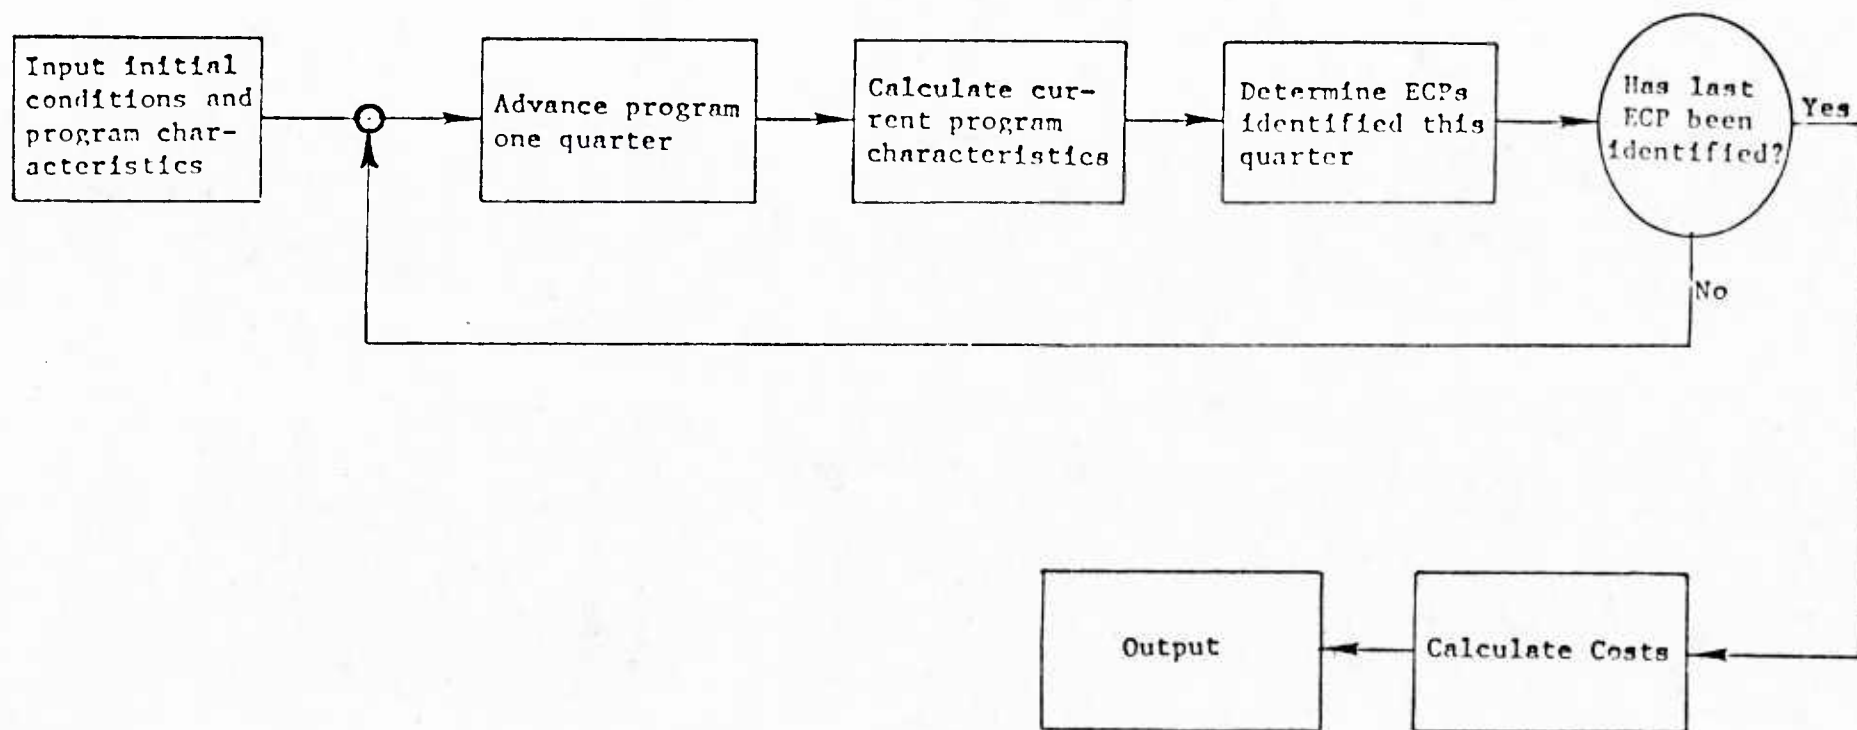 Input initial
conditions and
program char-
acteristics
Advance program
one quarter
Calculate cur-
rent program
characteristics
Determine ECPs
identified this
quarter
Has last
ECP been
identified?
Yes
No
Calculate Costs
Output